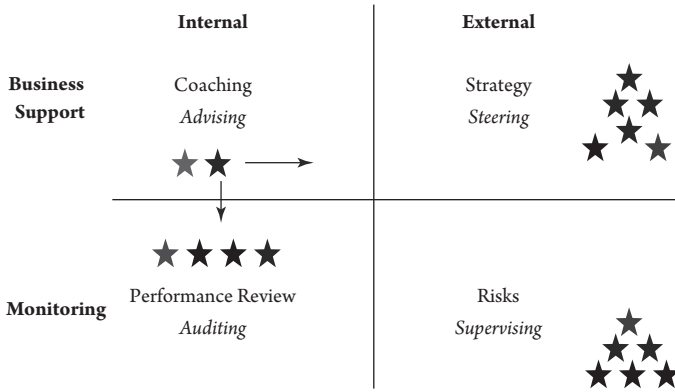 Internal
External
Business
Support
Coaching
Advising
Strategy
Steering
Monitoring
Performance Review
Auditing
Risks
Supervising